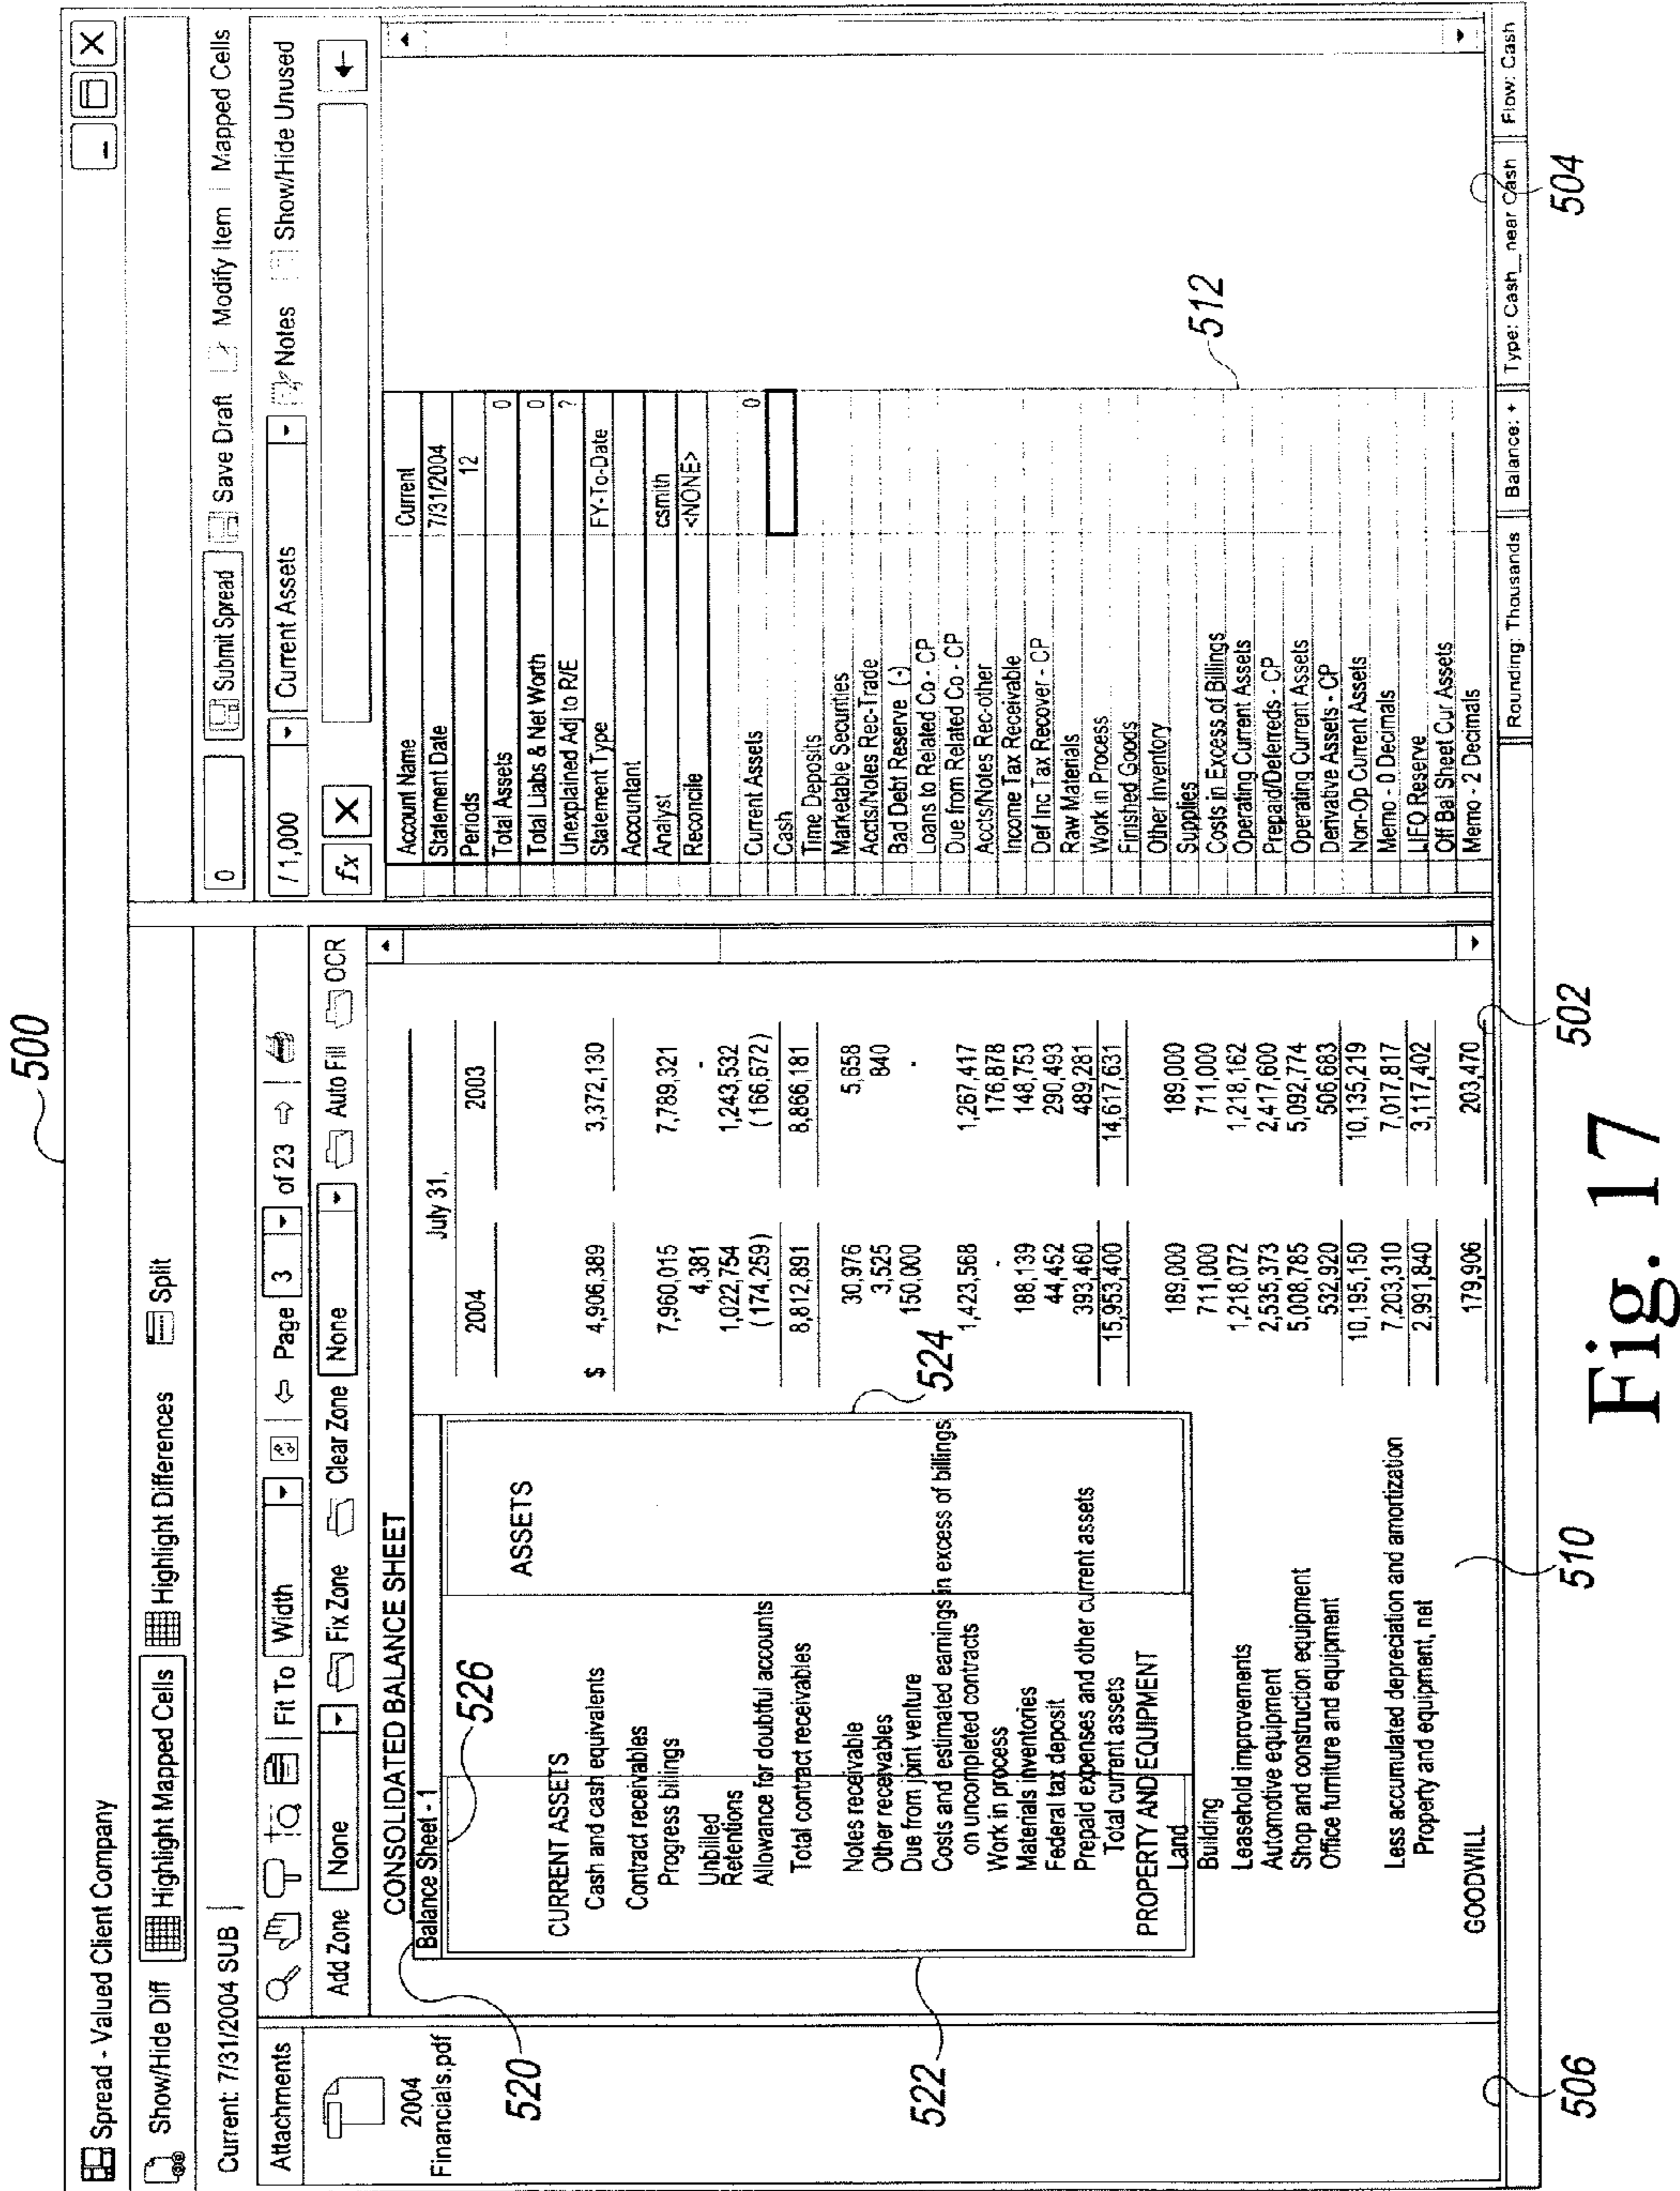 500
Spread - Valued Client Company
Show/Hide Diff Highlight Mapped Cells Highlight Differences Split
Current: 7/31/2004 SUB
Attachments
2004
Financials.pdf
Fit To Width Page 3 of 23
Add Zone None Fix Zone Clear Zone None Auto Fill OCR
CONSOLIDATED BALANCE SHEET
Balance Sheet - 1
July 31,
2004 2003
ASSETS
CURRENT ASSETS
Cash and cash equivalents $ 4,906,389 3,372,130
Contract receivables
Progress billings 7,960,015 7,789,321
Unbilled 4,381 -
Retentions 1,022,754 1,243,532
Allowance for doubtful accounts (174,259) (166,672)
Total contract receivables 8,812,891 8,866,181
Notes receivable 30,976 5,658
Other receivables 3,525 840
Due from joint venture 150,000 -
Costs and estimated earnings in excess of billings
on uncompleted contracts 1,423,568 1,267,417
Work in process - 176,878
Materials inventories 188,139 148,753
Federal tax deposit 44,452 290,493
Prepaid expenses and other current assets 393,460 489,281
Total current assets 15,953,400 14,617,631
PROPERTY AND EQUIPMENT
Land 189,000 189,000
Building 711,000 711,000
Leasehold improvements 1,218,072 1,218,162
Automotive equipment 2,535,373 2,417,600
Shop and construction equipment 5,008,785 5,092,774
Office furniture and equipment 532,920 506,683
10,195,150 10,135,219
Less accumulated depreciation and amortization 7,203,310 7,017,817
Property and equipment, net 2,991,840 3,117,402
GOODWILL 179,906 203,470
520
522
524
526
506
510
502
0 Submit Spread Save Draft Modify Item Mapped Cells
/ 1,000 Current Assets Notes Show/Hide Unused
fx X
Account Name Current
Statement Date 7/31/2004
Periods 12
Total Assets 0
Total Liabs & Net Worth 0
Unexplained Adj to R/E ?
Statement Type FY-To-Date
Accountant
Analyst csmith
Reconcile <NONE>
Current Assets 0
Cash
Time Deposits
Marketable Securities
Accts/Notes Rec-Trade
Bad Debt Reserve (-)
Loans to Related Co - CP
Due from Related Co - CP
Accts/Notes Rec-other
Income Tax Receivable
Def Inc Tax Recover - CP
Raw Materials
Work in Process
Finished Goods
Other Inventory
Supplies
Costs in Excess of Billings
Operating Current Assets
Prepaid/Deferreds - CP
Operating Current Assets
Derivative Assets - CP
Non-Op Current Assets
Memo - 0 Decimals
LIFO Reserve
Off Bal Sheet Cur Assets
Memo - 2 Decimals
512
Rounding: Thousands Balance: + Type: Cash__near Cash Flow: Cash
504
Fig. 17